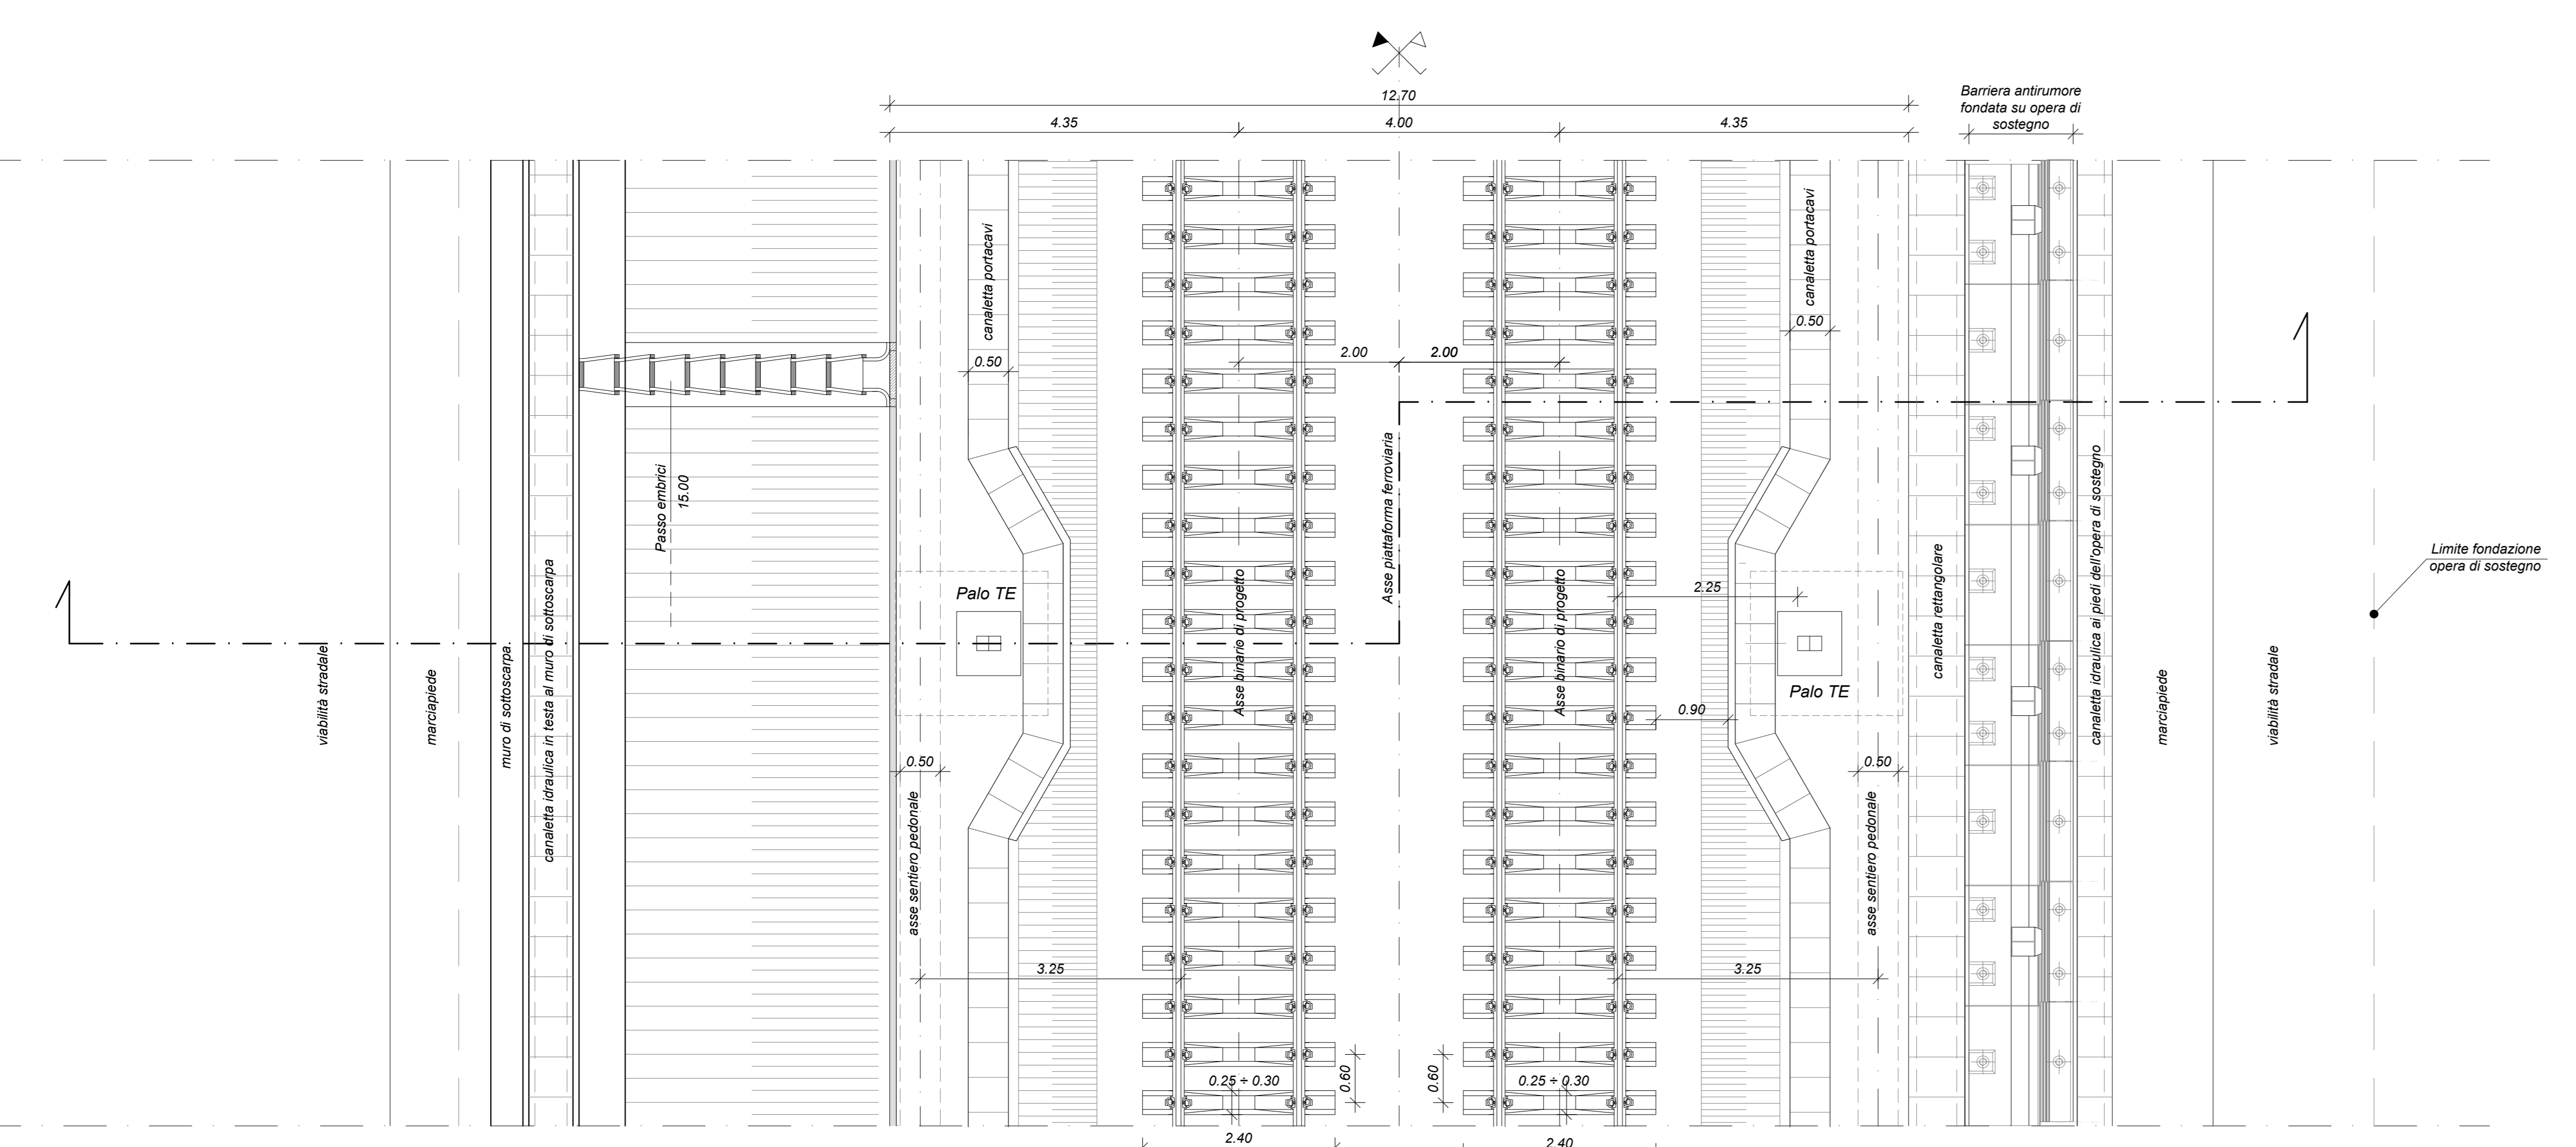 12.70
4.35
4.00
4.35
Barriera antirumore
fondata su opera di
sostegno
canaletta portacavi
canaletta portacavi
0.50
0.50
2.00
2.00
Passo embrici
15.00
Asse piattaforma ferroviaria
Palo TE
Asse binario di progetto
Asse binario di progetto
2.25
Palo TE
0.90
canaletta rettangolare
canaletta idraulica ai piedi dell'opera di sostegno
Limite fondazione
opera di sostegno
viabilità stradale
marciapiede
muro di sottoscarpa
canaletta idraulica in testa al muro di sottoscarpa
marciapiede
viabilità stradale
0.50
0.50
asse sentiero pedonale
asse sentiero pedonale
3.25
3.25
0.25 ÷ 0.30
0.60
0.60
0.25 ÷ 0.30
2.40
2.40